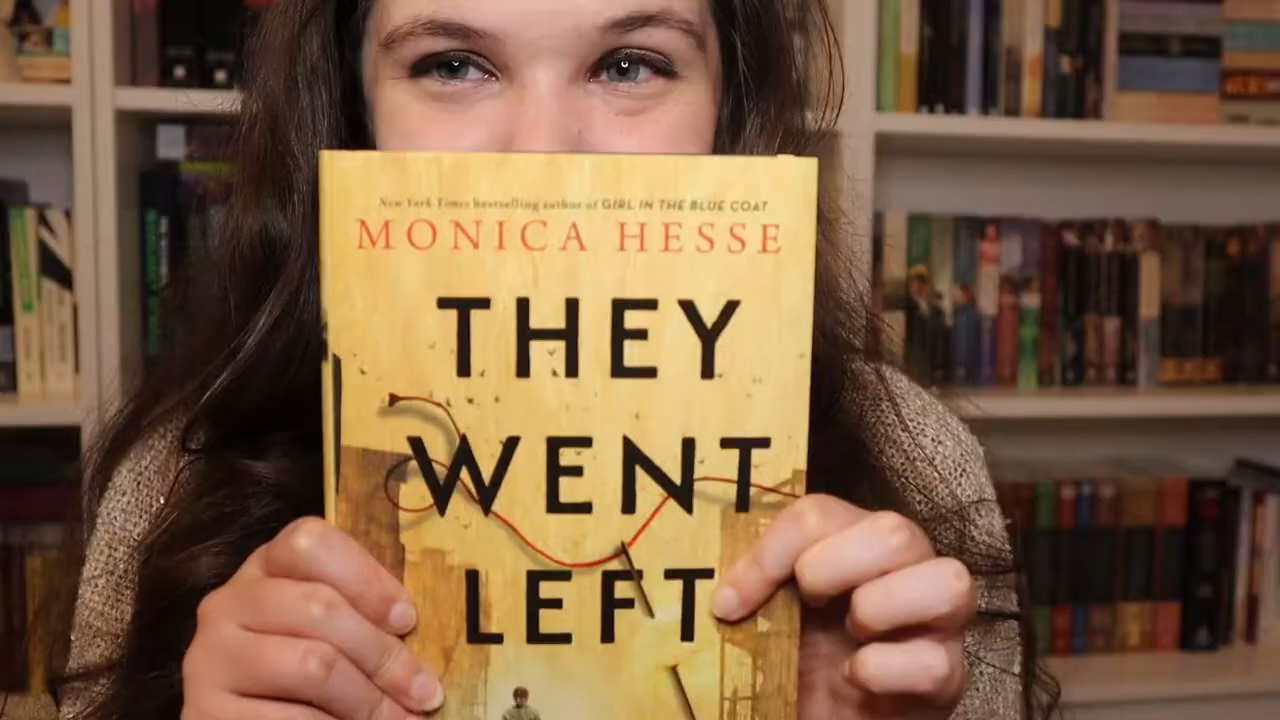 New York Times bestselling author of GIRL IN THE BLUE COAT
MONICA HESSE
THEY
WENT
LEFT